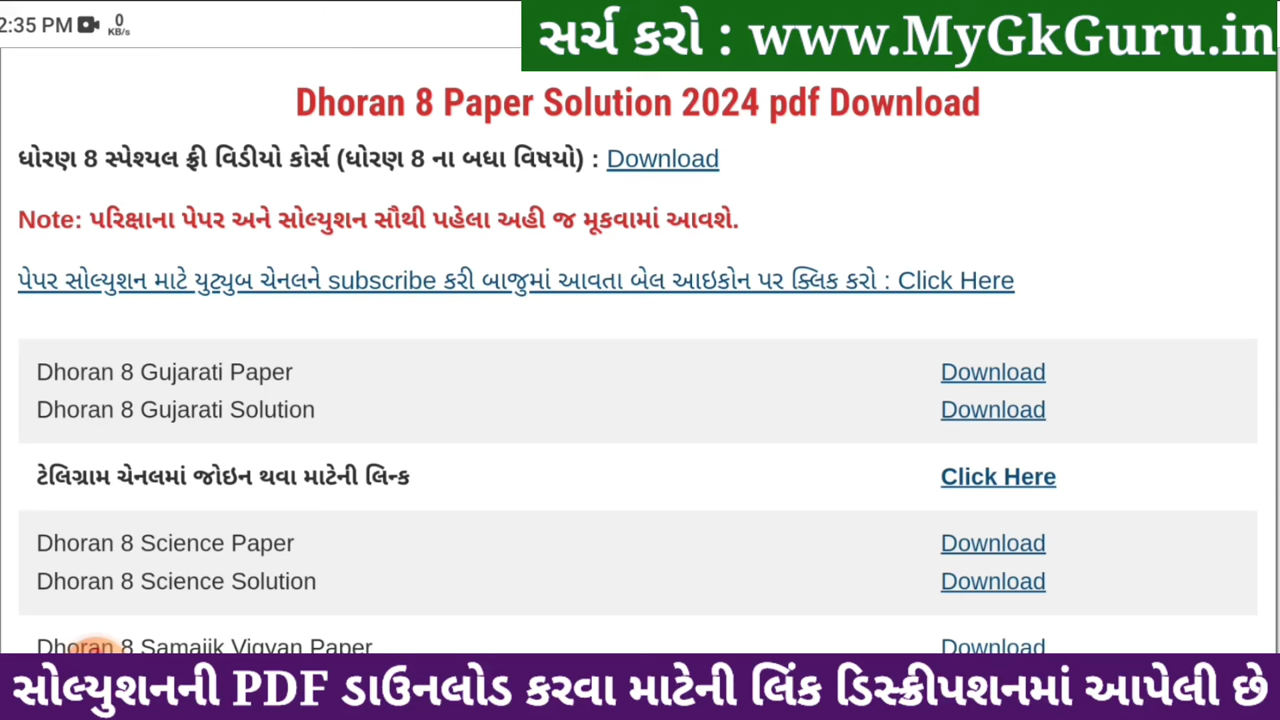 2:35 PM 0 KB/s
સર્ચ કરો : www.MyGkGuru.in
Dhoran 8 Paper Solution 2024 pdf Download
ધોરણ 8 સ્પેશ્યલ ફ્રી વિડીયો કોર્સ (ધોરણ 8 ના બધા વિષયો) : Download
Note: પરિક્ષાના પેપર અને સોલ્યુશન સૌથી પહેલા અહી જ મૂકવામાં આવશે.
પેપર સોલ્યુશન માટે યુટ્યુબ ચેનલને subscribe કરી બાજુમાં આવતા બેલ આઇકોન પર ક્લિક કરો : Click Here
Dhoran 8 Gujarati Paper Download
Dhoran 8 Gujarati Solution Download
ટેલિગ્રામ ચેનલમાં જોઇન થવા માટેની લિન્ક Click Here
Dhoran 8 Science Paper Download
Dhoran 8 Science Solution Download
Dhoran 8 Samajik Vigyan Paper Download
સોલ્યુશનની PDF ડાઉનલોડ કરવા માટેની લિંક ડિસ્ક્રીપશનમાં આપેલી છે